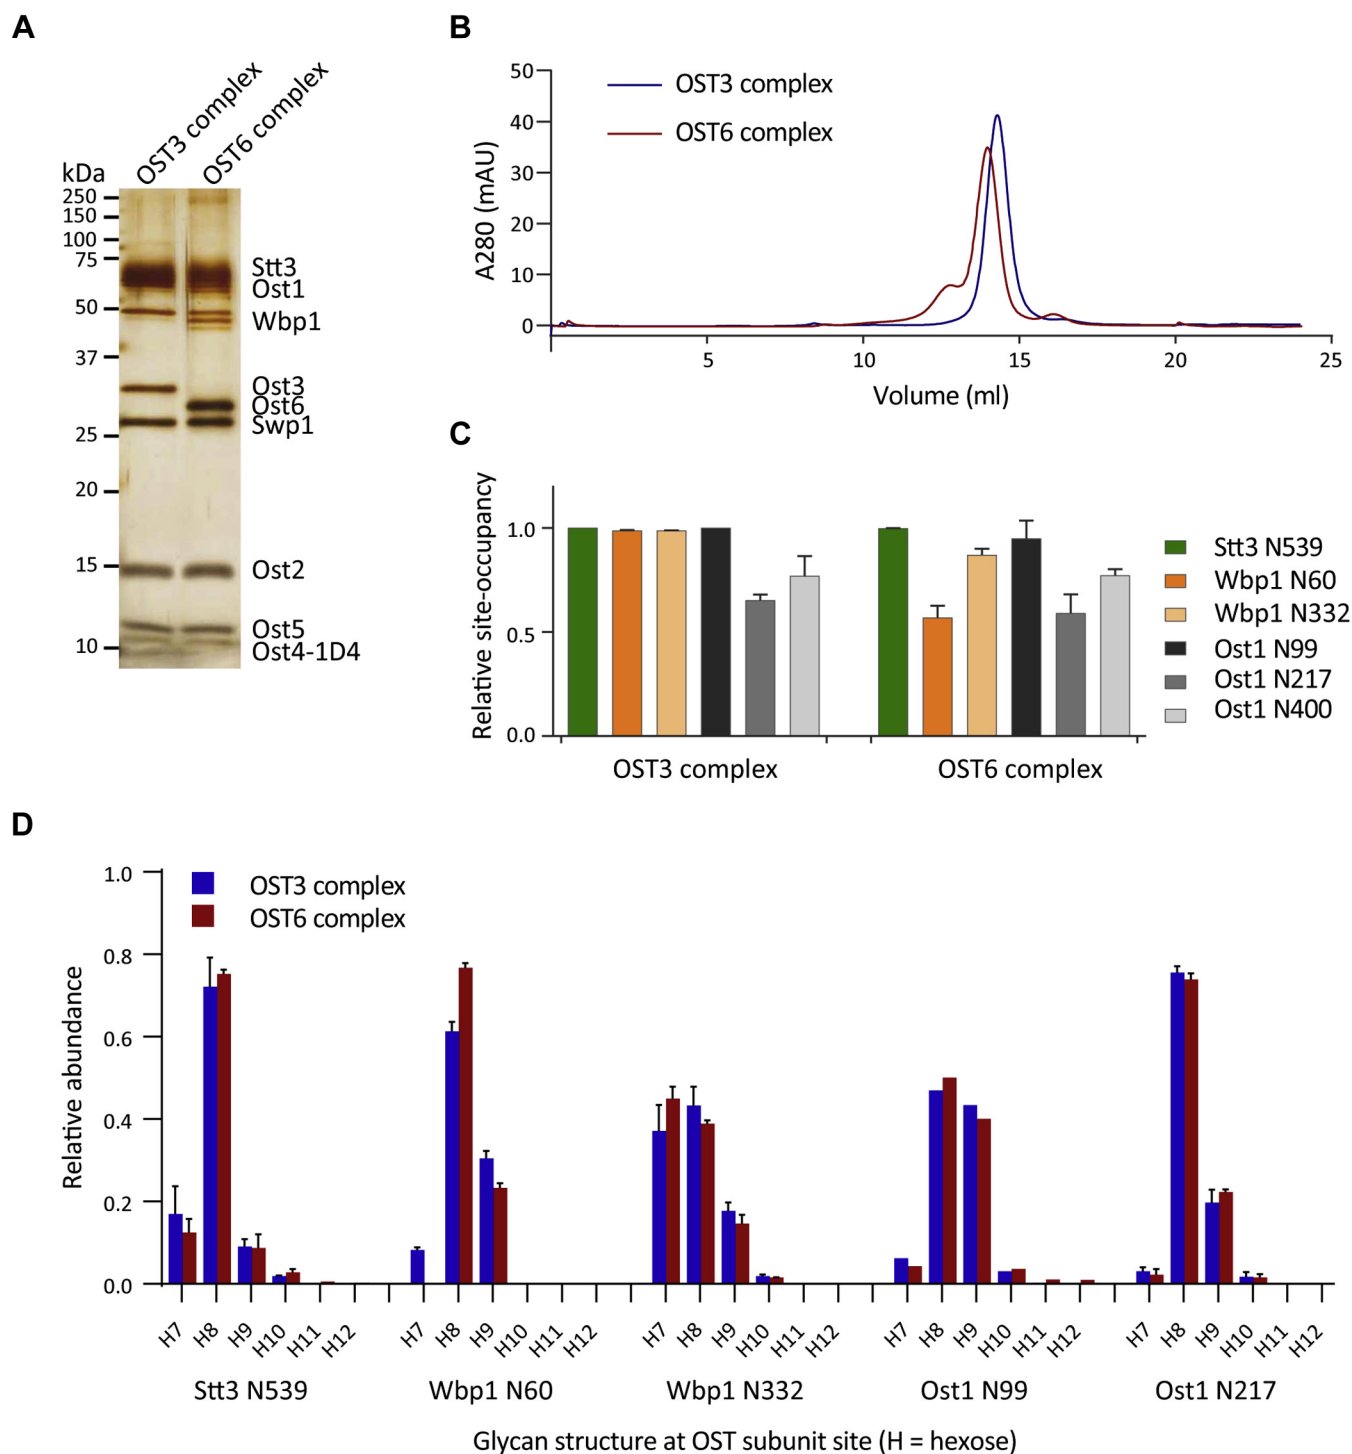 A
OST3 complex
OST6 complex
kDa
250
150
100
75
50
37
25
20
15
10
Stt3
Ost1
Wbp1
Ost3
Ost6
Swp1
Ost2
Ost5
Ost4-1D4
B
OST3 complex
OST6 complex
A280 (mAU)
50
40
30
20
10
0
5
10
15
20
25
Volume (ml)
C
Relative site-occupancy
1.0
0.5
0.0
OST3 complex
OST6 complex
Stt3 N539
Wbp1 N60
Wbp1 N332
Ost1 N99
Ost1 N217
Ost1 N400
D
OST3 complex
OST6 complex
Relative abundance
1.0
0.8
0.6
0.4
0.2
0.0
H7 H8 H9 H10 H11 H12
H7 H8 H9 H10 H11 H12
H7 H8 H9 H10 H11 H12
H7 H8 H9 H10 H11 H12
H7 H8 H9 H10 H11 H12
Stt3 N539
Wbp1 N60
Wbp1 N332
Ost1 N99
Ost1 N217
Glycan structure at OST subunit site (H = hexose)